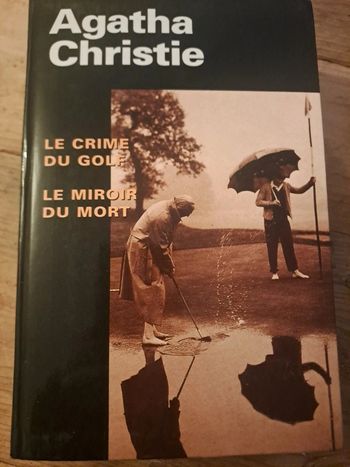 Agatha
Christie
LE CRIME
DU GOLF
LE MIROIR
DU MORT